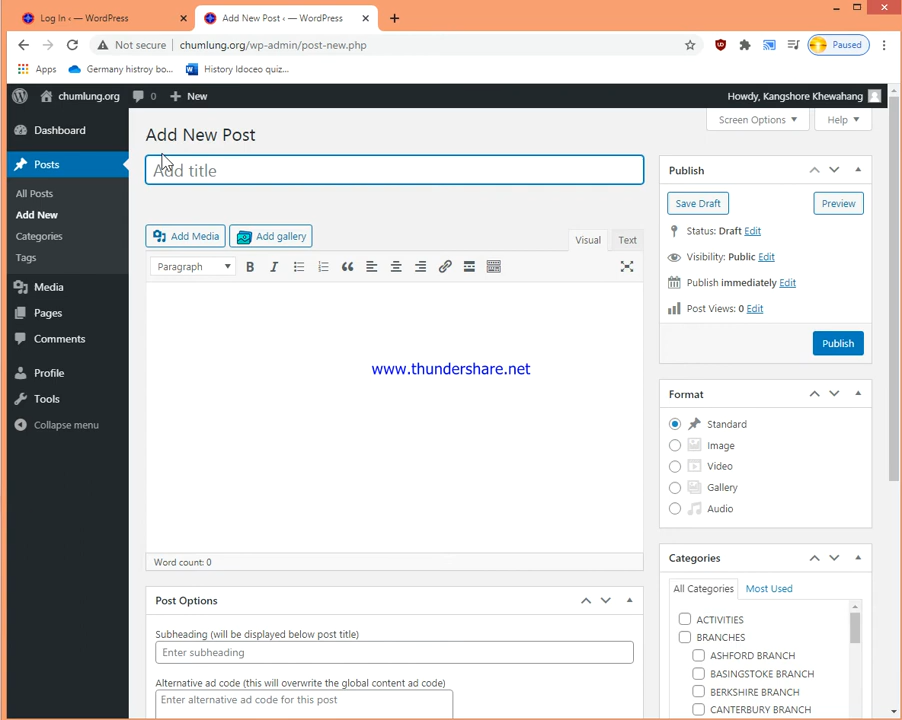 Log In ‹ — WordPress
Add New Post ‹ — WordPress
Not secure
chumlung.org/wp-admin/post-new.php
Paused
Apps
Germany histroy bo...
History Idoceo quiz...
chumlung.org
0
New
Howdy, Kangshore Khewahang
Dashboard
Posts
All Posts
Add New
Categories
Tags
Media
Pages
Comments
Profile
Tools
Collapse menu
Screen Options
Help
Add New Post
Add title
Add Media
Add gallery
Visual
Text
Paragraph
B
I
www.thundershare.net
Word count: 0
Post Options
Subheading (will be displayed below post title)
Enter subheading
Alternative ad code (this will overwrite the global content ad code)
Enter alternative ad code for this post
Publish
Save Draft
Preview
Status: Draft Edit
Visibility: Public Edit
Publish immediately Edit
Post Views: 0 Edit
Publish
Format
Standard
Image
Video
Gallery
Audio
Categories
All Categories
Most Used
ACTIVITIES
BRANCHES
ASHFORD BRANCH
BASINGSTOKE BRANCH
BERKSHIRE BRANCH
CANTERBURY BRANCH